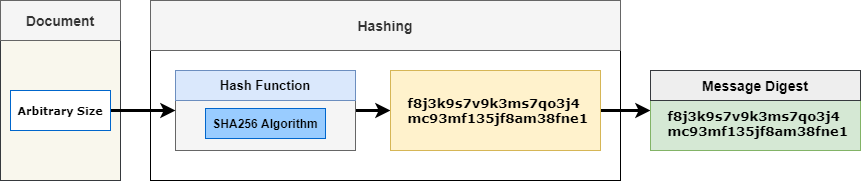 Document
Hashing
Hash Function
Message Digest
Arbitrary Size
SHA256 Algorithm
f8j3k9s7v9k3ms7qo3j4
mc93mf135jf8am38fne1
f8j3k9s7v9k3ms7qo3j4
mc93mf135jf8am38fne1